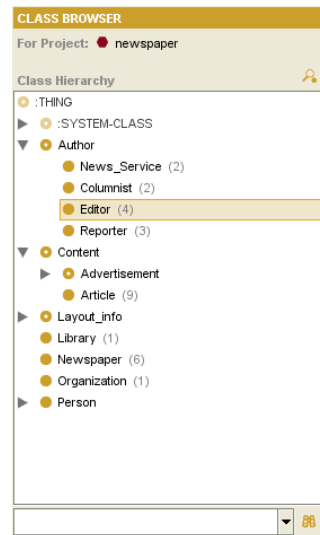 CLASS BROWSER
For Project: newspaper
Class Hierarchy
:THING
:SYSTEM-CLASS
Author
News_Service (2)
Columnist (2)
Editor (4)
Reporter (3)
Content
Advertisement
Article (9)
Layout_info
Library (1)
Newspaper (6)
Organization (1)
Person